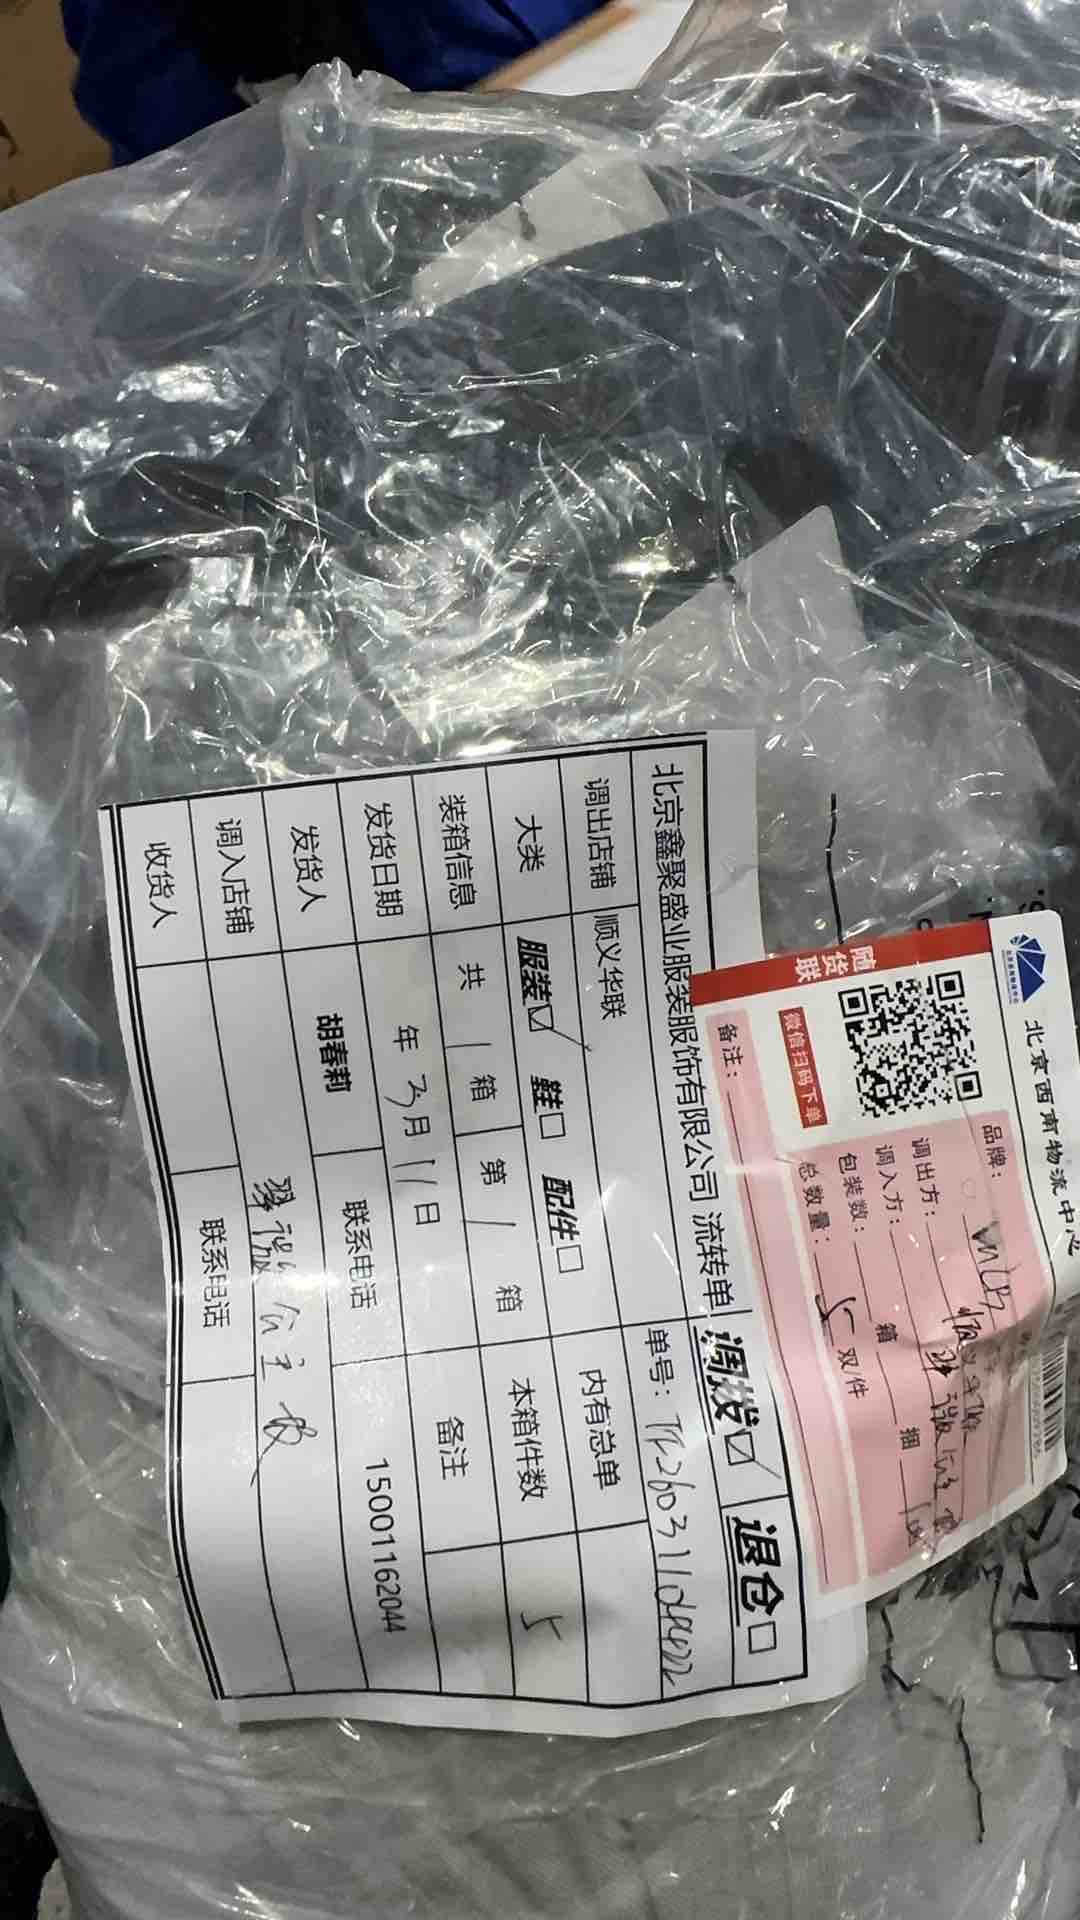 北京鑫聚盛业服装服饰有限公司 流转单 调拨☑ 退仓□
调出店铺 顺义华联 单号：
大类 服装☑ 鞋□ 配件□ 内有总单
装箱信息 共 1 箱 第 1 箱 本箱件数 5
发货日期 年 3月 11日 备注
发货人 胡春莉 联系电话 15001162044
调入店铺
收货人 联系电话
北京西南物流中心
随货联
微信扫码下单
品牌：
调出方：
调入方：
包装数： 箱 捆
总数量： 5 双/件
备注：